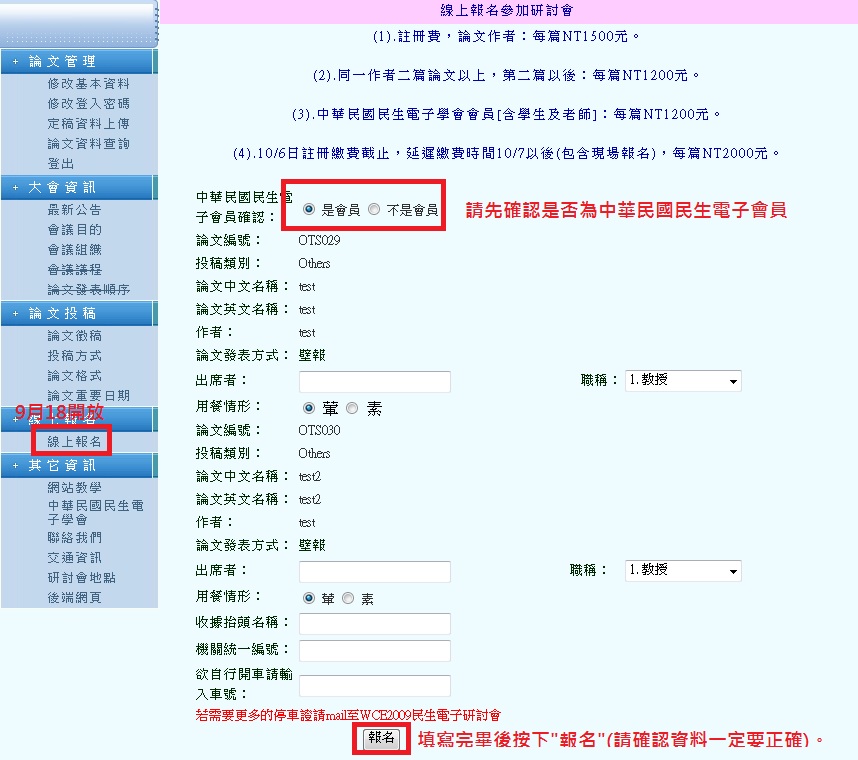 線上報名參加研討會
(1).註冊費，論文作者：每篇NT1500元。
(2).同一作者二篇論文以上，第二篇以後：每篇NT1200元。
(3).中華民國民生電子學會會員[含學生及老師]：每篇NT1200元。
(4).10/6日註冊繳費截止，延遲繳費時間10/7以後(包含現場報名)，每篇NT2000元。
+ 論文管理
修改基本資料
修改登入密碼
定稿資料上傳
論文資料查詢
登出
+ 大會資訊
最新公告
會議目的
會議組織
會議議程
論文發表順序
+ 論文投稿
論文徵稿
投稿方式
論文格式
論文重要日期
9月18開放
+ 線上報名
線上報名
+ 其它資訊
網站教學
中華民國民生電
子學會
聯絡我們
交通資訊
研討會地點
後端網頁
中華民國民生電
子會員確認： 是會員 不是會員 請先確認是否為中華民國民生電子會員
論文編號： OTS029
投稿類別： Others
論文中文名稱： test
論文英文名稱： test
作者： test
論文發表方式： 壁報
出席者： 職稱： 1.教授
用餐情形： 葷 素
論文編號： OTS030
投稿類別： Others
論文中文名稱： test2
論文英文名稱： test2
作者： test
論文發表方式： 壁報
出席者： 職稱： 1.教授
用餐情形： 葷 素
收據抬頭名稱：
機關統一編號：
欲自行開車請輸
入車號：
若需要更多的停車證請mail至WCE2009民生電子研討會
報名 填寫完畢後按下"報名"(請確認資料一定要正確)。